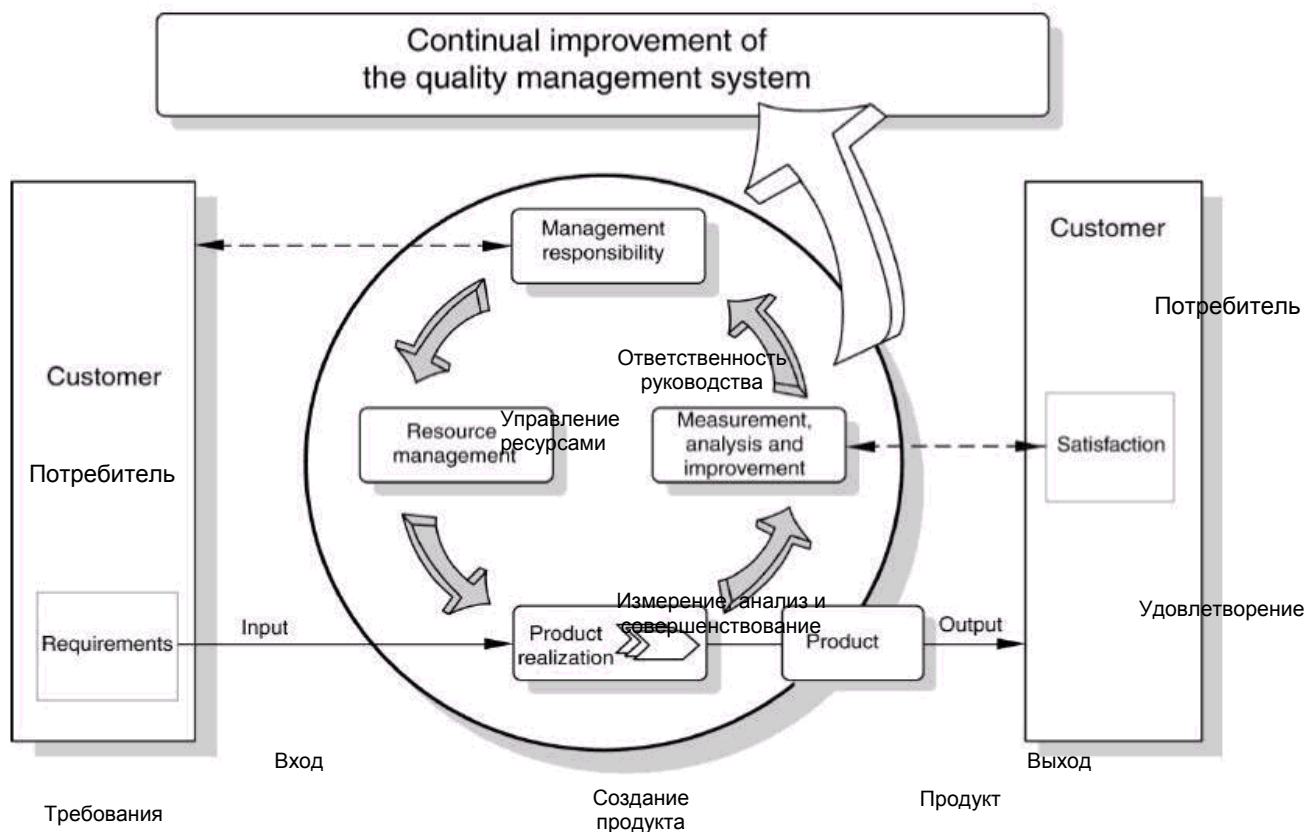 Continual improvement of
the quality management system
Management
responsibility
Customer
Потребитель
Ответственность
руководства
Customer
Управление
Resource
ресурсами
management
Measurement,
analysis and
improvement
Satisfaction
Потребитель
Измерение, анализ и
совершенствование
Удовлетворение
Requirements
Input
Product
realization
Product
Output
Вход
Выход
Требования
Создание
продукта
Продукт